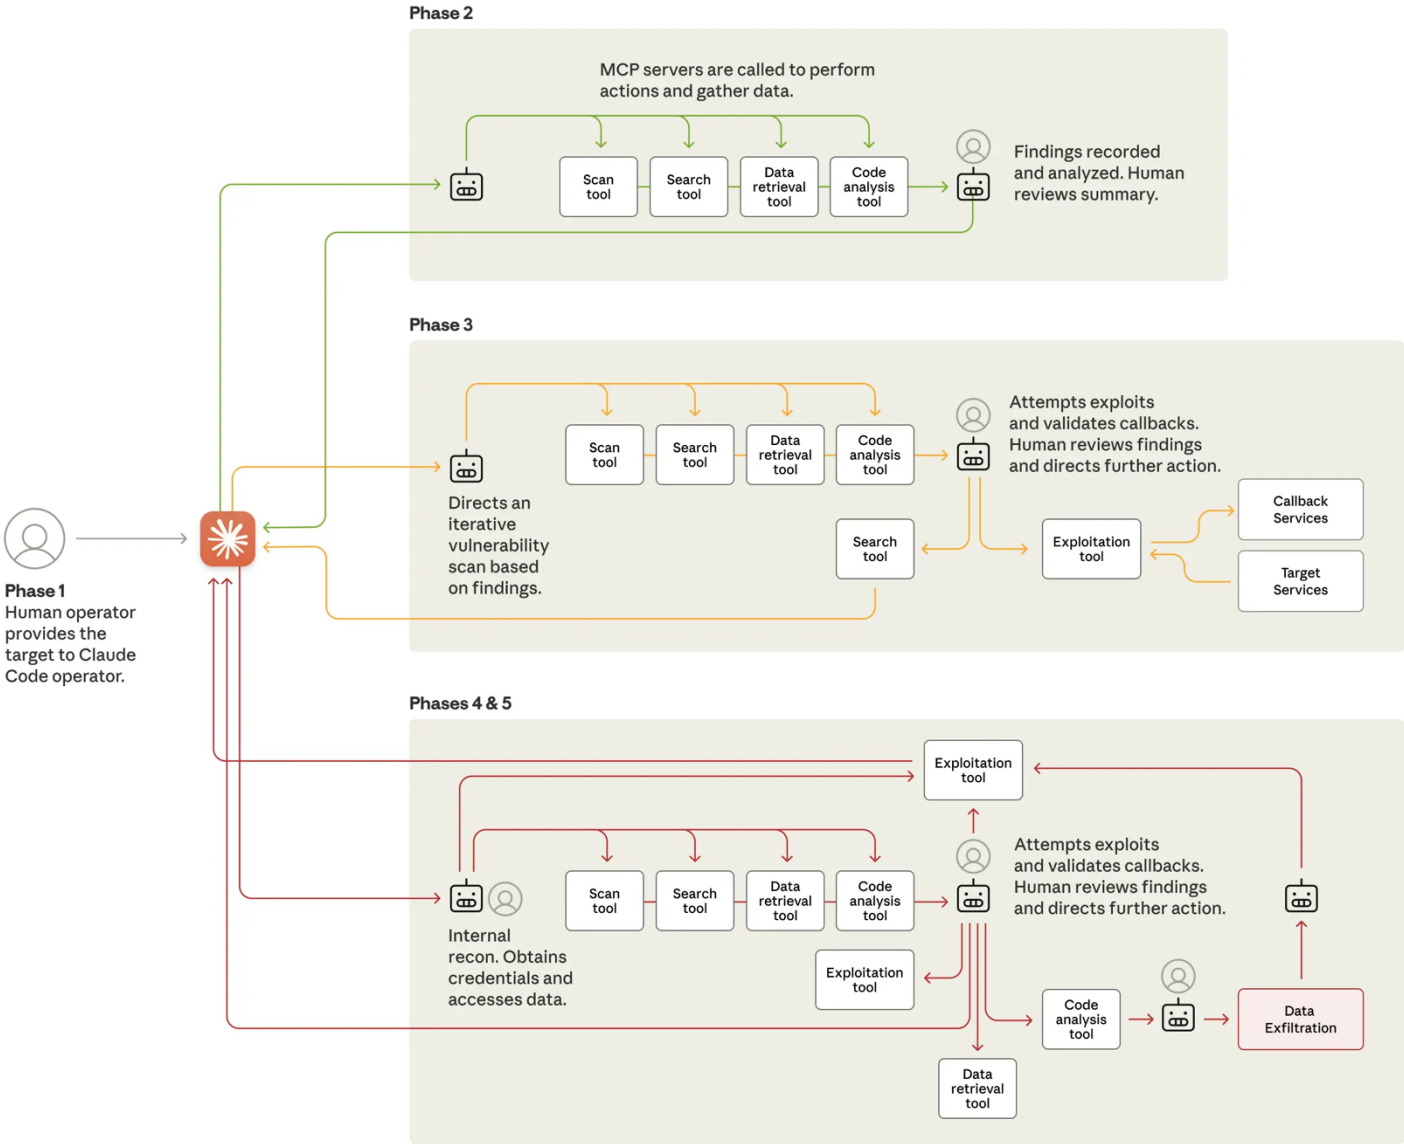 Phase 2
MCP servers are called to perform
actions and gather data.
Scan
tool
Search
tool
Data
retrieval
tool
Code
analysis
tool
Findings recorded
and analyzed. Human
reviews summary.
Phase 3
Scan
tool
Search
tool
Data
retrieval
tool
Code
analysis
tool
Attempts exploits
and validates callbacks.
Human reviews findings
and directs further action.
Directs an
iterative
vulnerability
scan based
on findings.
Search
tool
Exploitation
tool
Callback
Services
Target
Services
Phase 1
Human operator
provides the
target to Claude
Code operator.
Phases 4 & 5
Exploitation
tool
Scan
tool
Search
tool
Data
retrieval
tool
Code
analysis
tool
Attempts exploits
and validates callbacks.
Human reviews findings
and directs further action.
Internal
recon. Obtains
credentials and
accesses data.
Exploitation
tool
Code
analysis
tool
Data
Exfiltration
Data
retrieval
tool